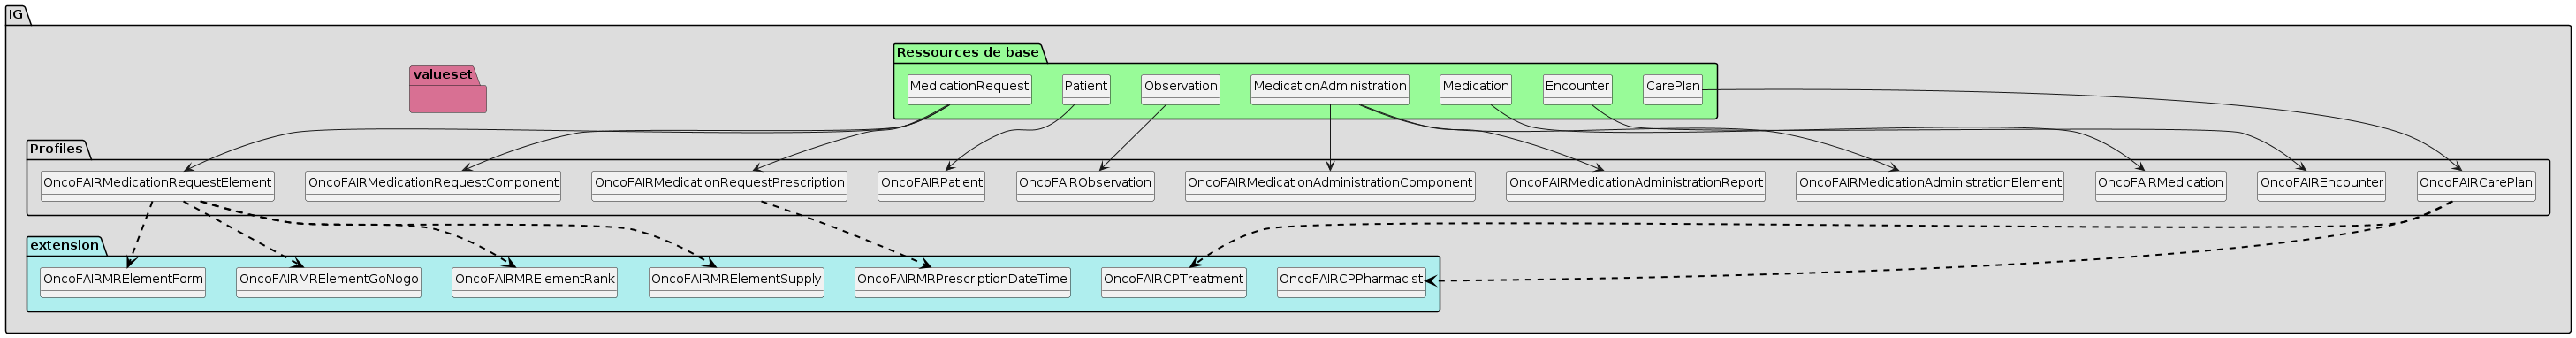 IG
Ressources de base
valueset
MedicationRequest
Patient
Observation
MedicationAdministration
Medication
Encounter
CarePlan
Profiles
OncoFAIRMedicationRequestElement
OncoFAIRMedicationRequestComponent
OncoFAIRMedicationRequestPrescription
OncoFAIRPatient
OncoFAIRObservation
OncoFAIRMedicationAdministrationComponent
OncoFAIRMedicationAdministrationReport
OncoFAIRMedicationAdministrationElement
OncoFAIRMedication
OncoFAIREncounter
OncoFAIRCarePlan
extension
OncoFAIRMRElementForm
OncoFAIRMRElementGoNogo
OncoFAIRMRElementRank
OncoFAIRMRElementSupply
OncoFAIRMRPrescriptionDateTime
OncoFAIRCPTreatment
OncoFAIRCPPharmacist